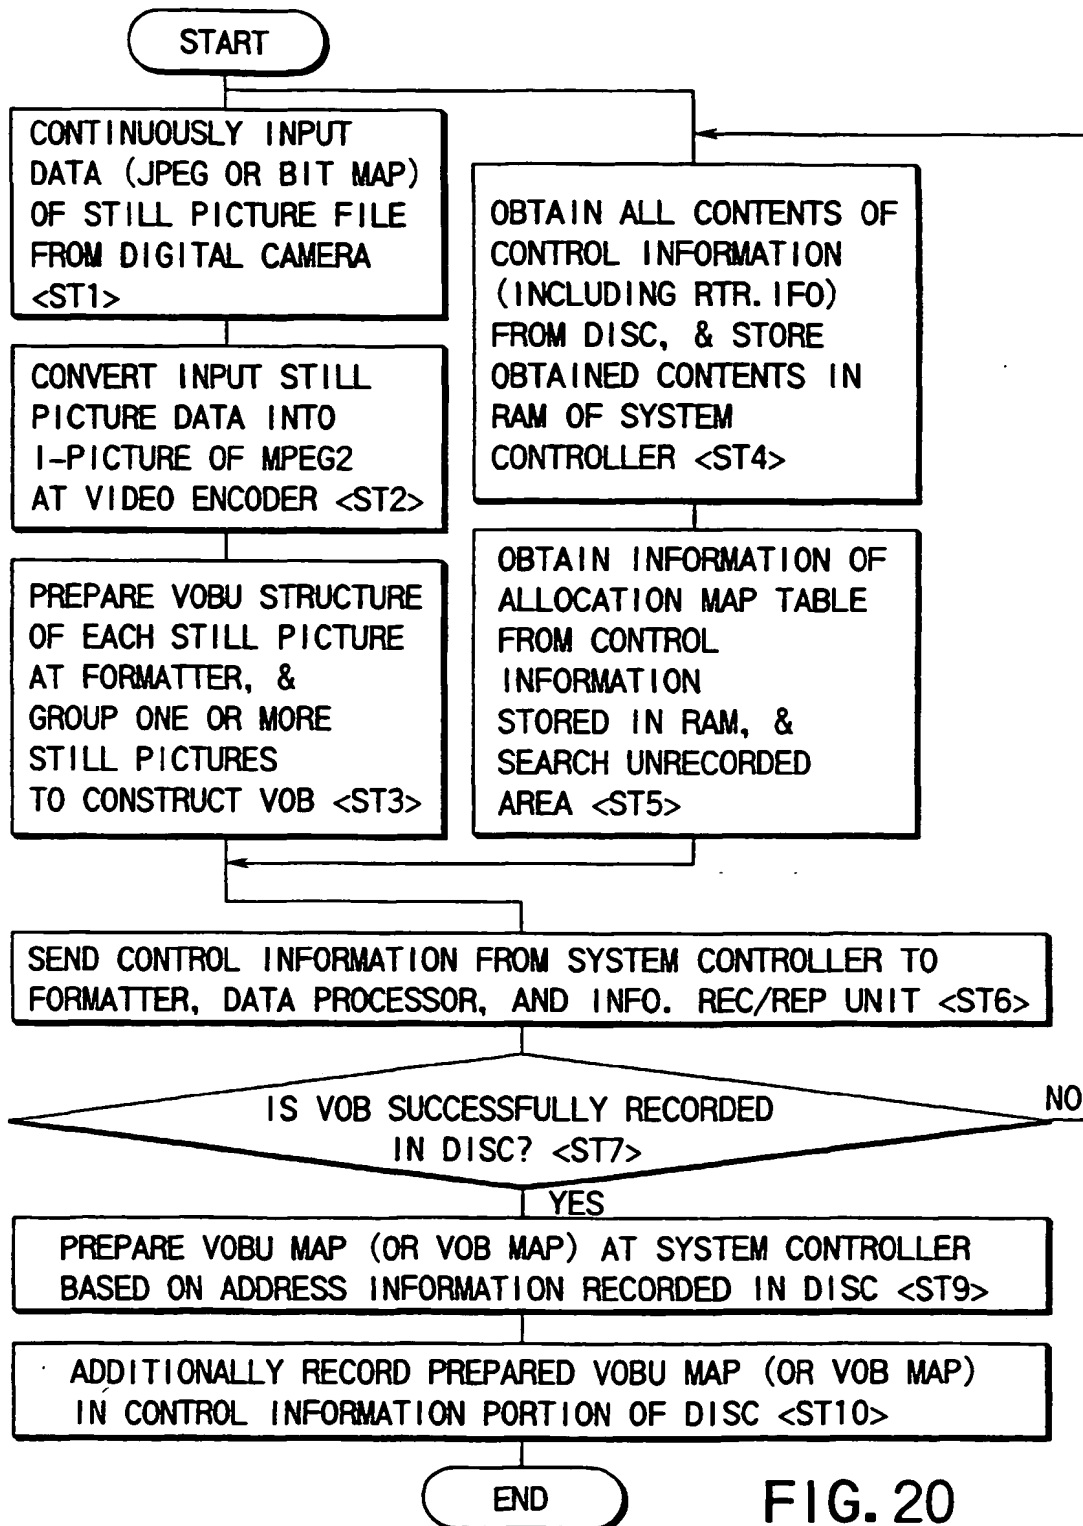 START
CONTINUOUSLY INPUT
DATA (JPEG OR BIT MAP)
OF STILL PICTURE FILE
FROM DIGITAL CAMERA
<ST1>
CONVERT INPUT STILL
PICTURE DATA INTO
I-PICTURE OF MPEG2
AT VIDEO ENCODER <ST2>
PREPARE VOBU STRUCTURE
OF EACH STILL PICTURE
AT FORMATTER, &
GROUP ONE OR MORE
STILL PICTURES
TO CONSTRUCT VOB <ST3>
OBTAIN ALL CONTENTS OF
CONTROL INFORMATION
(INCLUDING RTR.IFO)
FROM DISC, & STORE
OBTAINED CONTENTS IN
RAM OF SYSTEM
CONTROLLER <ST4>
OBTAIN INFORMATION OF
ALLOCATION MAP TABLE
FROM CONTROL
INFORMATION
STORED IN RAM, &
SEARCH UNRECORDED
AREA <ST5>
SEND CONTROL INFORMATION FROM SYSTEM CONTROLLER TO
FORMATTER, DATA PROCESSOR, AND INFO. REC/REP UNIT <ST6>
IS VOB SUCCESSFULLY RECORDED
IN DISC? <ST7>
NO
YES
PREPARE VOBU MAP (OR VOB MAP) AT SYSTEM CONTROLLER
BASED ON ADDRESS INFORMATION RECORDED IN DISC <ST9>
ADDITIONALLY RECORD PREPARED VOBU MAP (OR VOB MAP)
IN CONTROL INFORMATION PORTION OF DISC <ST10>
END
FIG. 20